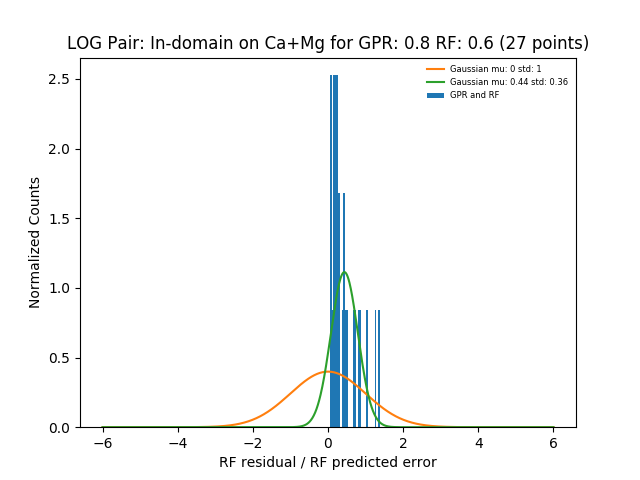 LOG Pair: In-domain on Ca+Mg for GPR: 0.8 RF: 0.6 (27 points)
Gaussian mu: 0 std: 1
Gaussian mu: 0.44 std: 0.36
GPR and RF
Normalized Counts
2.5
2.0
1.5
1.0
0.5
0.0
−6 −4 −2 0 2 4 6
RF residual / RF predicted error